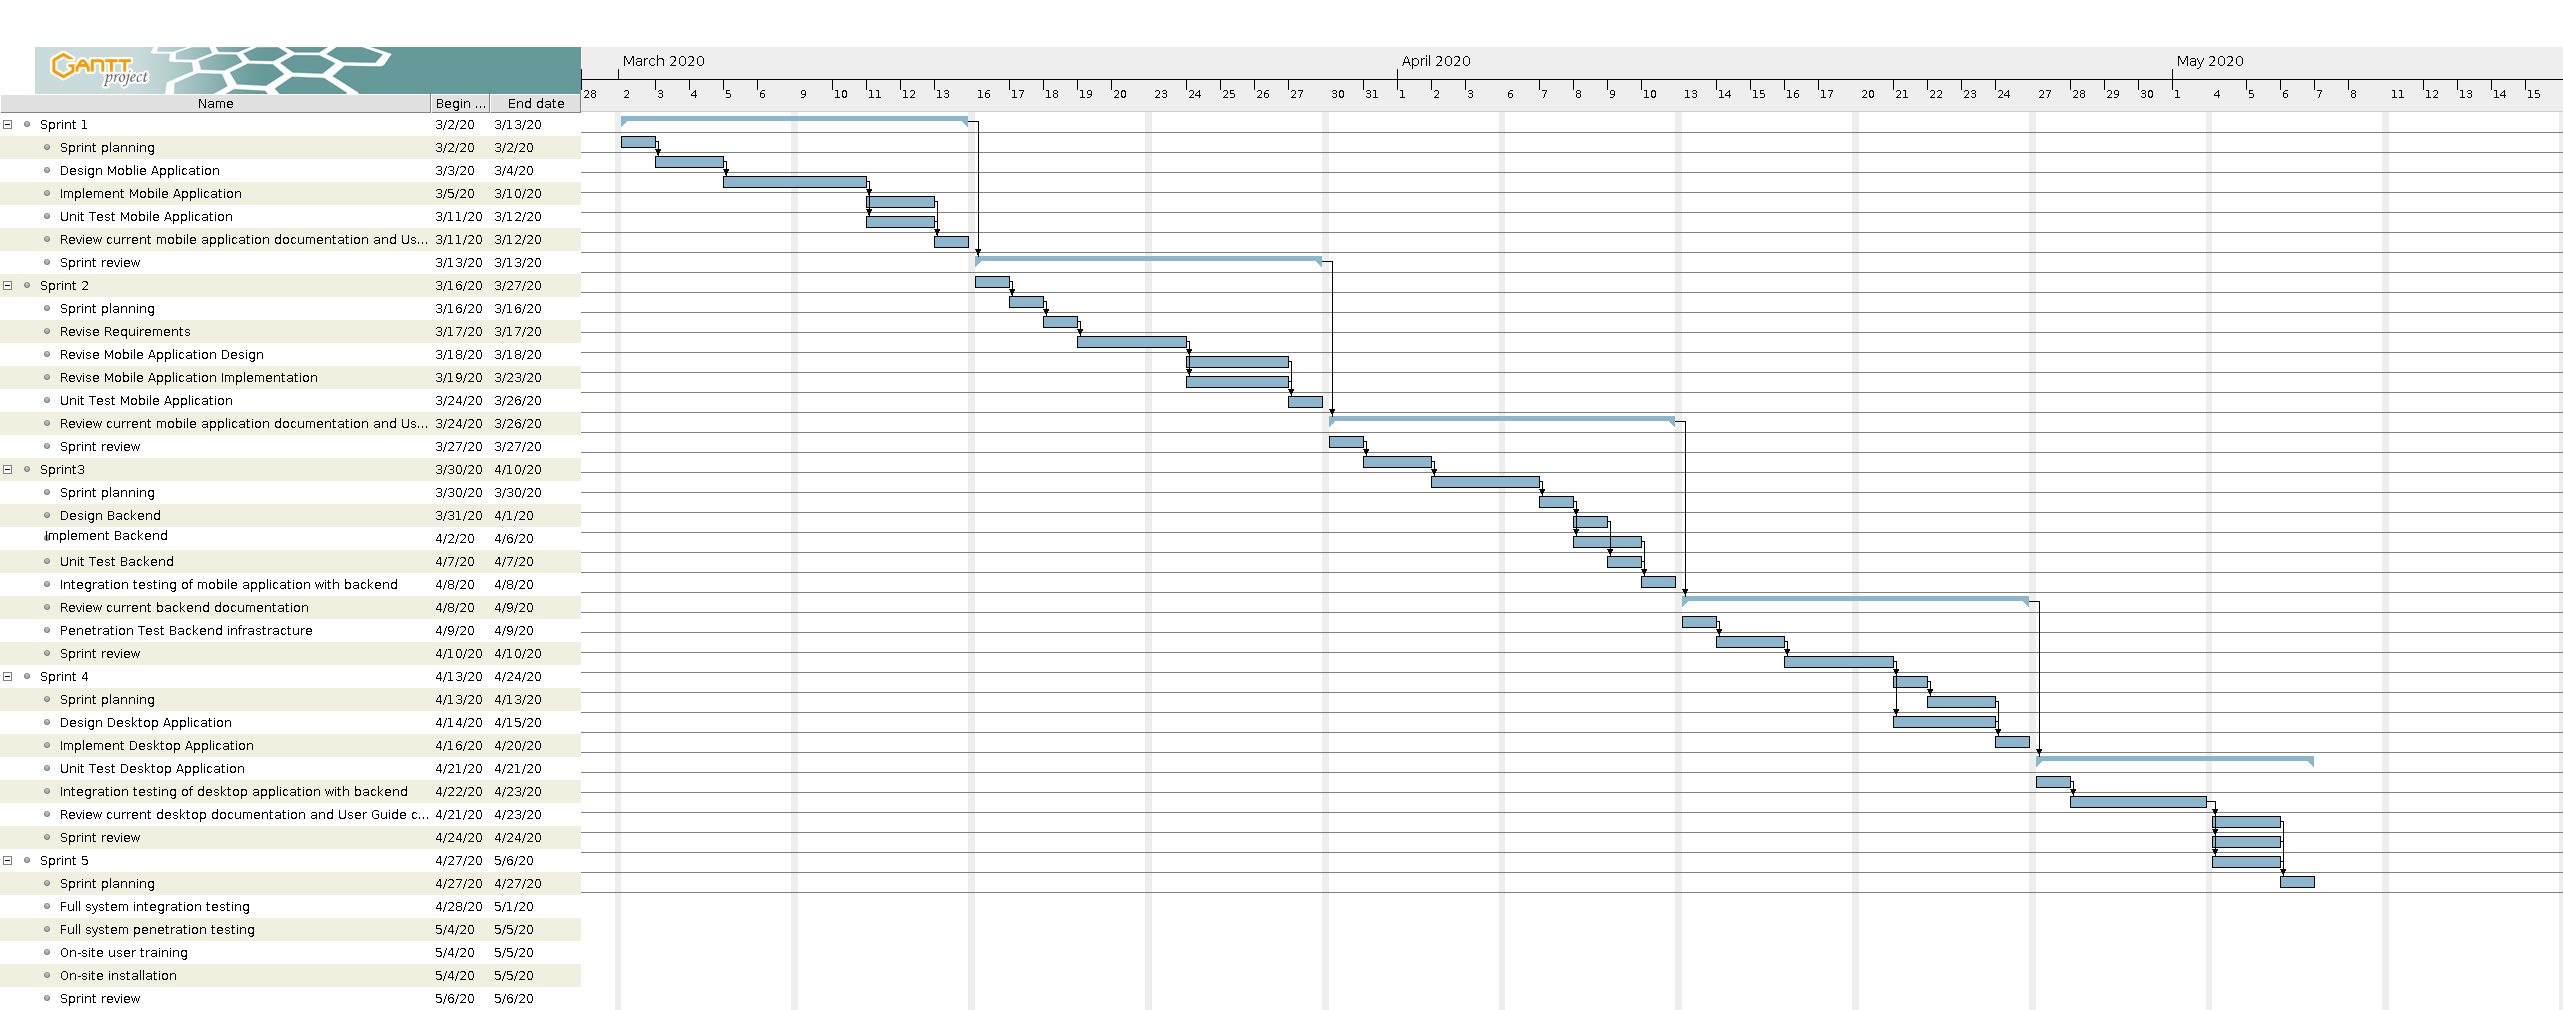 GANTT
project
March 2020 April 2020 May 2020
28 2 3 4 5 6 9 10 11 12 13 16 17 18 19 20 23 24 25 26 27 30 31 1 2 3 6 7 8 9 10 13 14 15 16 17 20 21 22 23 24 27 28 29 30 1 4 5 6 7 8 11 12 13 14 15
Name Begin ... End date
Sprint 1 3/2/20 3/13/20
Sprint planning 3/2/20 3/2/20
Design Moblie Application 3/3/20 3/4/20
Implement Mobile Application 3/5/20 3/10/20
Unit Test Mobile Application 3/11/20 3/12/20
Review current mobile application documentation and Us... 3/11/20 3/12/20
Sprint review 3/13/20 3/13/20
Sprint 2 3/16/20 3/27/20
Sprint planning 3/16/20 3/16/20
Revise Requirements 3/17/20 3/17/20
Revise Mobile Application Design 3/18/20 3/18/20
Revise Mobile Application Implementation 3/19/20 3/23/20
Unit Test Mobile Application 3/24/20 3/26/20
Review current mobile application documentation and Us... 3/24/20 3/26/20
Sprint review 3/27/20 3/27/20
Sprint3 3/30/20 4/10/20
Sprint planning 3/30/20 3/30/20
Design Backend 3/31/20 4/1/20
Implement Backend 4/2/20 4/6/20
Unit Test Backend 4/7/20 4/7/20
Integration testing of mobile application with backend 4/8/20 4/8/20
Review current backend documentation 4/8/20 4/9/20
Penetration Test Backend infrastracture 4/9/20 4/9/20
Sprint review 4/10/20 4/10/20
Sprint 4 4/13/20 4/24/20
Sprint planning 4/13/20 4/13/20
Design Desktop Application 4/14/20 4/15/20
Implement Desktop Application 4/16/20 4/20/20
Unit Test Desktop Application 4/21/20 4/21/20
Integration testing of desktop application with backend 4/22/20 4/23/20
Review current desktop documentation and User Guide c... 4/21/20 4/23/20
Sprint review 4/24/20 4/24/20
Sprint 5 4/27/20 5/6/20
Sprint planning 4/27/20 4/27/20
Full system integration testing 4/28/20 5/1/20
Full system penetration testing 5/4/20 5/5/20
On-site user training 5/4/20 5/5/20
On-site installation 5/4/20 5/5/20
Sprint review 5/6/20 5/6/20